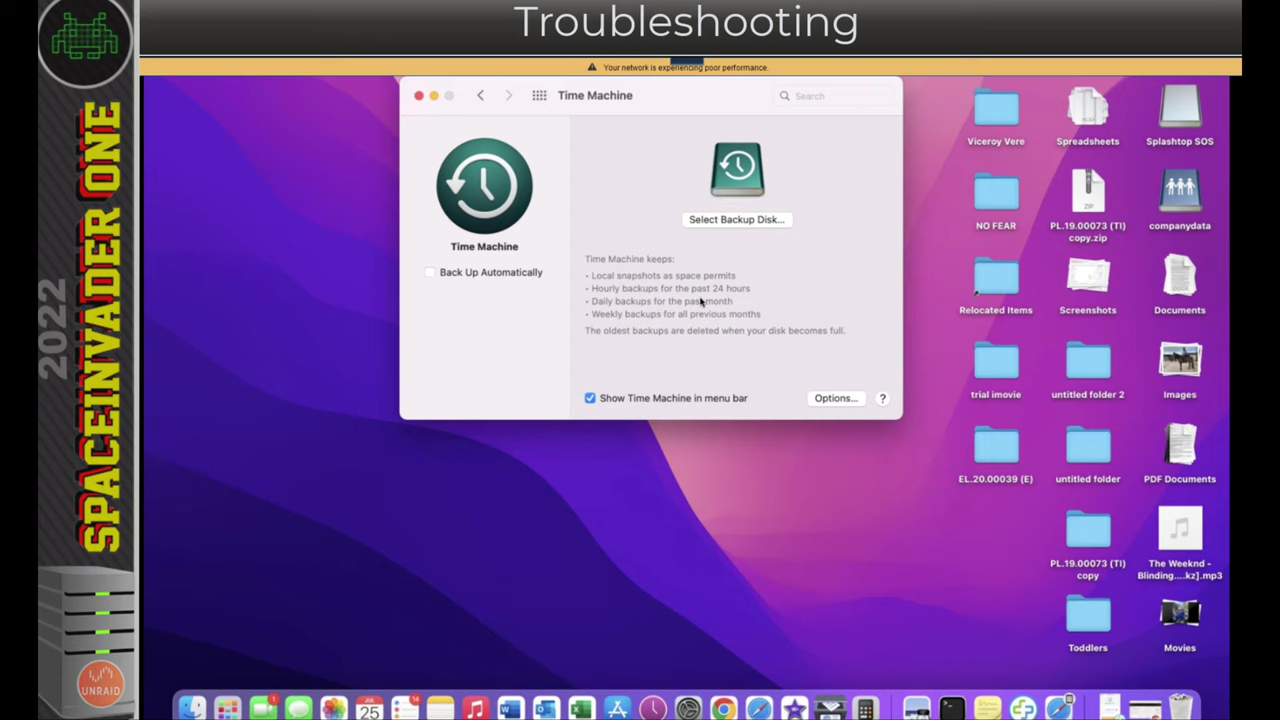 Troubleshooting
Your network is experiencing poor performance.
SPACEINVADER ONE
2022
UNRAID
Time Machine
Search
Time Machine
Back Up Automatically
Select Backup Disk...
Time Machine keeps:
• Local snapshots as space permits
• Hourly backups for the past 24 hours
• Daily backups for the past month
• Weekly backups for all previous months
The oldest backups are deleted when your disk becomes full.
Show Time Machine in menu bar
Options...
?
Viceroy Vere
Spreadsheets
Splashtop SOS
NO FEAR
ZIP
PL.19.00073 (TI)
copy.zip
companydata
Relocated Items
Screenshots
Documents
trial imovie
untitled folder 2
Images
EL.20.00039 (E)
untitled folder
PDF Documents
PL.19.00073 (TI)
copy
The Weeknd -
Blinding....kz].mp3
Toddlers
Movies
JUL
25
1
14